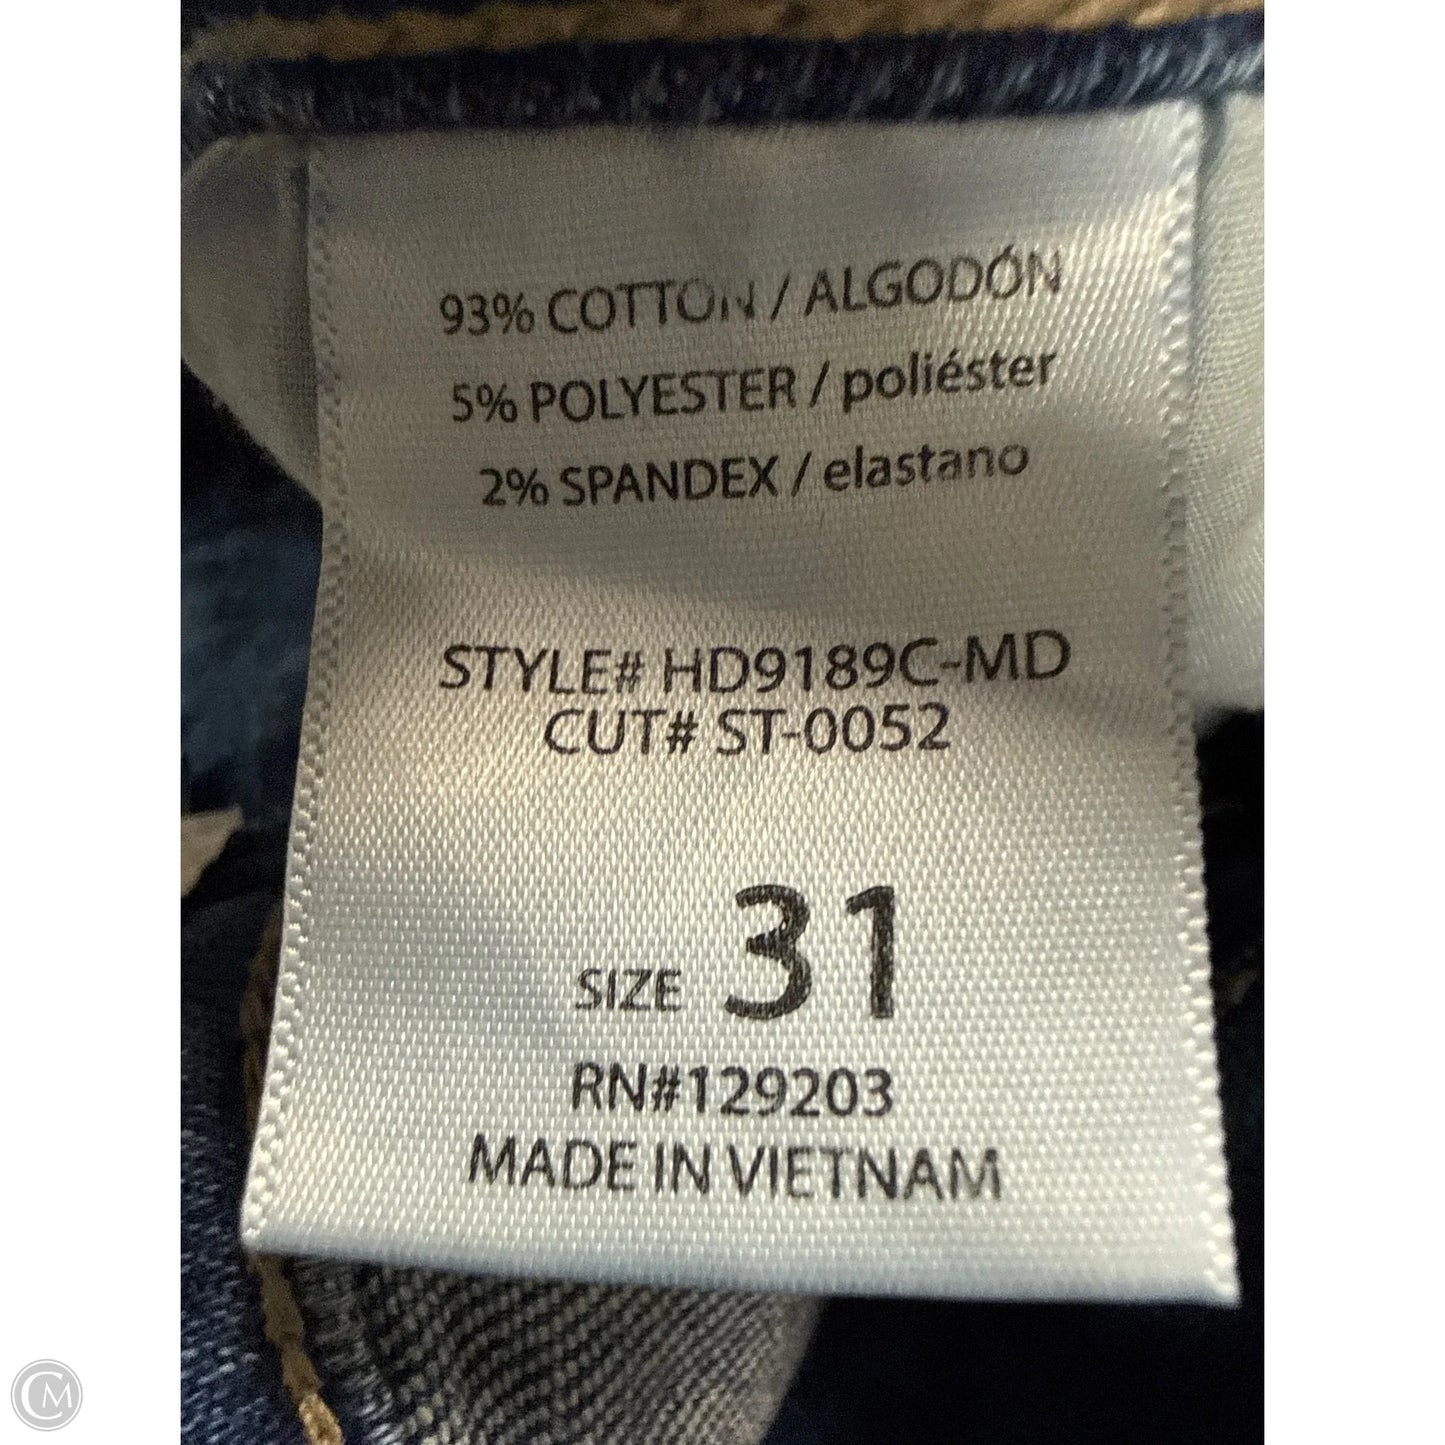 93% COTTON / ALGODÓN
5% POLYESTER / poliéster
2% SPANDEX / elastano
STYLE# HD9189C-MD
CUT# ST-0052
SIZE 31
RN#129203
MADE IN VIETNAM
CM